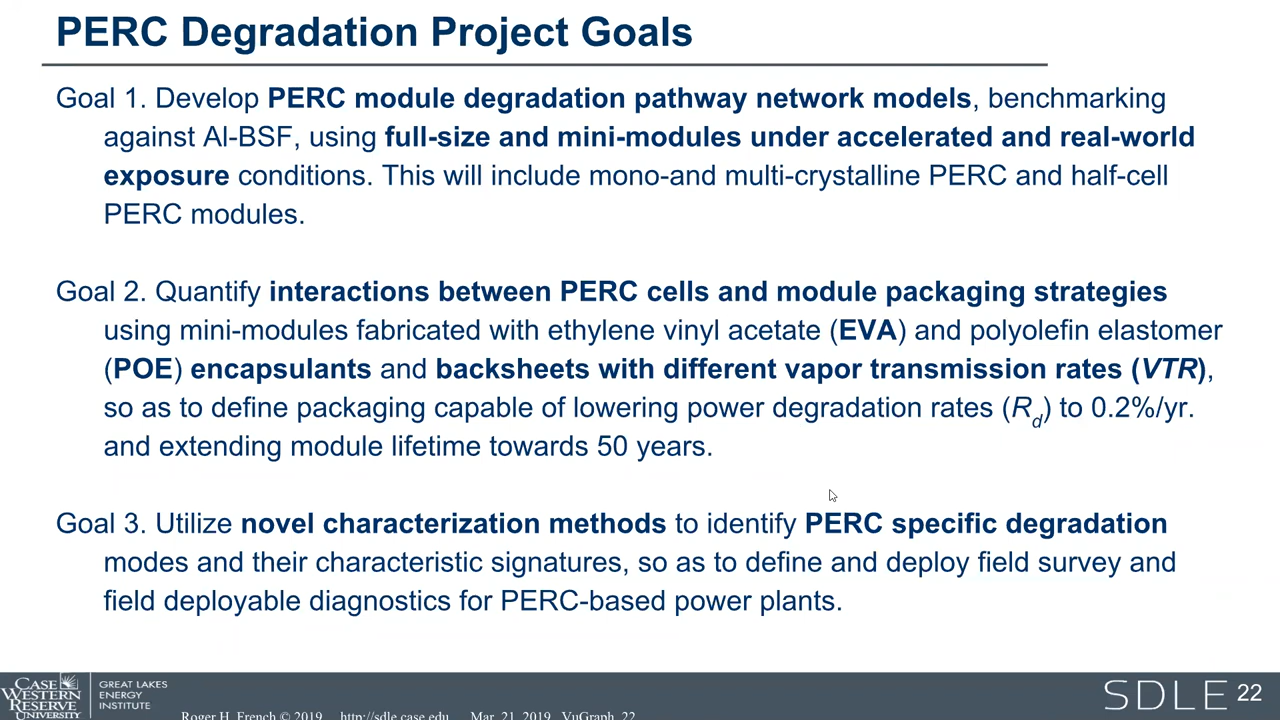 PERC Degradation Project Goals
Goal 1. Develop PERC module degradation pathway network models, benchmarking
against Al-BSF, using full-size and mini-modules under accelerated and real-world
exposure conditions. This will include mono-and multi-crystalline PERC and half-cell
PERC modules.
Goal 2. Quantify interactions between PERC cells and module packaging strategies
using mini-modules fabricated with ethylene vinyl acetate (EVA) and polyolefin elastomer
(POE) encapsulants and backsheets with different vapor transmission rates (VTR),
so as to define packaging capable of lowering power degradation rates (Rd) to 0.2%/yr.
and extending module lifetime towards 50 years.
Goal 3. Utilize novel characterization methods to identify PERC specific degradation
modes and their characteristic signatures, so as to define and deploy field survey and
field deployable diagnostics for PERC-based power plants.
CASE
WESTERN
RESERVE
UNIVERSITY
GREAT LAKES
ENERGY
INSTITUTE
Roger H. French © 2019 http://sdle.case.edu Mar. 21, 2019 VuGraph 22
SDLE 22